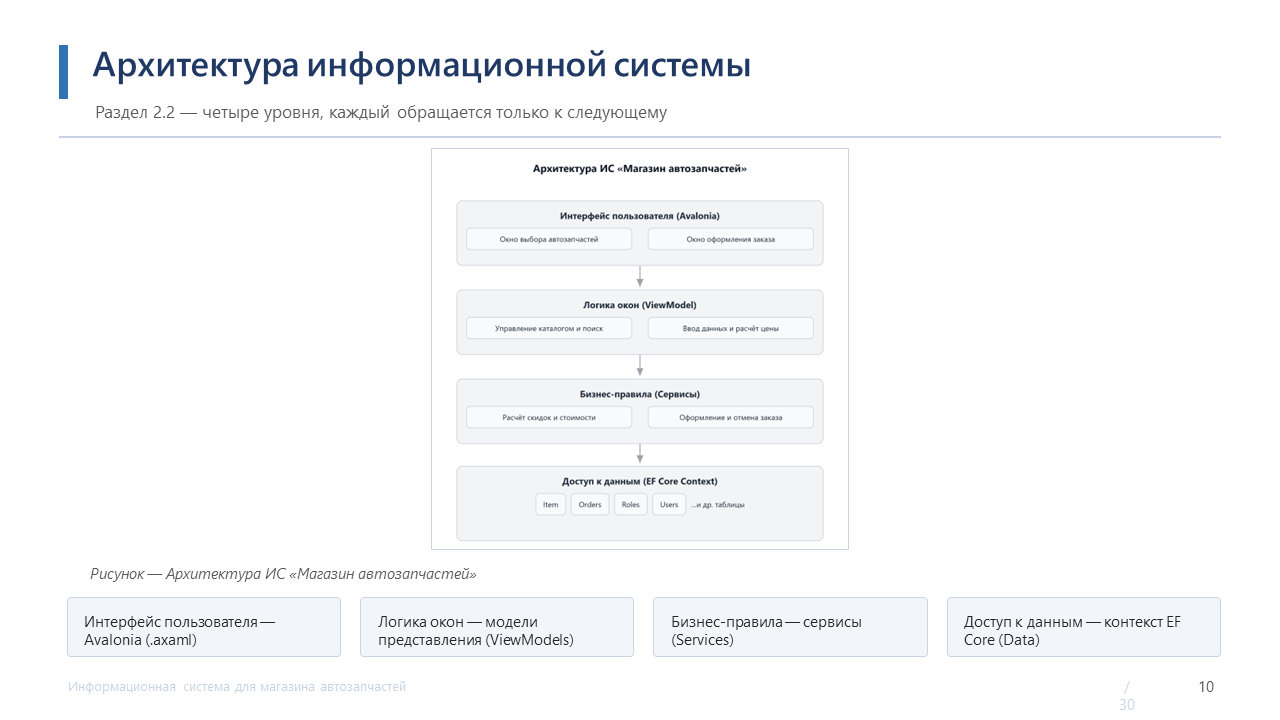 Архитектура информационной системы
Раздел 2.2 — четыре уровня, каждый обращается только к следующему
Архитектура ИС «Магазин автозапчастей»
Интерфейс пользователя (Avalonia)
Окно выбора автозапчастей
Окно оформления заказа
Логика окон (ViewModel)
Управление каталогом и поиск
Ввод данных и расчёт цены
Бизнес-правила (Сервисы)
Расчёт скидок и стоимости
Оформление и отмена заказа
Доступ к данным (EF Core Context)
Item
Orders
Roles
Users
...и др. таблицы
Рисунок — Архитектура ИС «Магазин автозапчастей»
Интерфейс пользователя —
Avalonia (.axaml)
Логика окон — модели
представления (ViewModels)
Бизнес-правила — сервисы
(Services)
Доступ к данным — контекст EF
Core (Data)
Информационная система для магазина автозапчастей
/
30
10